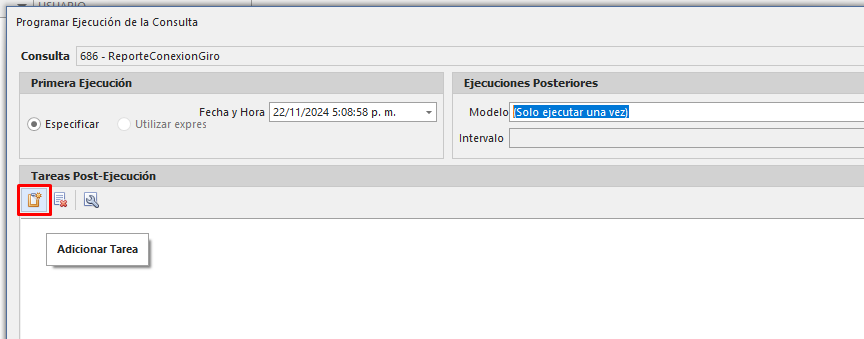 USUARIO
Programar Ejecución de la Consulta
Consulta 686 - ReporteConexionGiro
Primera Ejecución
Ejecuciones Posteriores
Fecha y Hora 22/11/2024 5:08:58 p. m.
Modelo (Solo ejecutar una vez)
Especificar Utilizar expres
Intervalo
Tareas Post-Ejecución
Adicionar Tarea